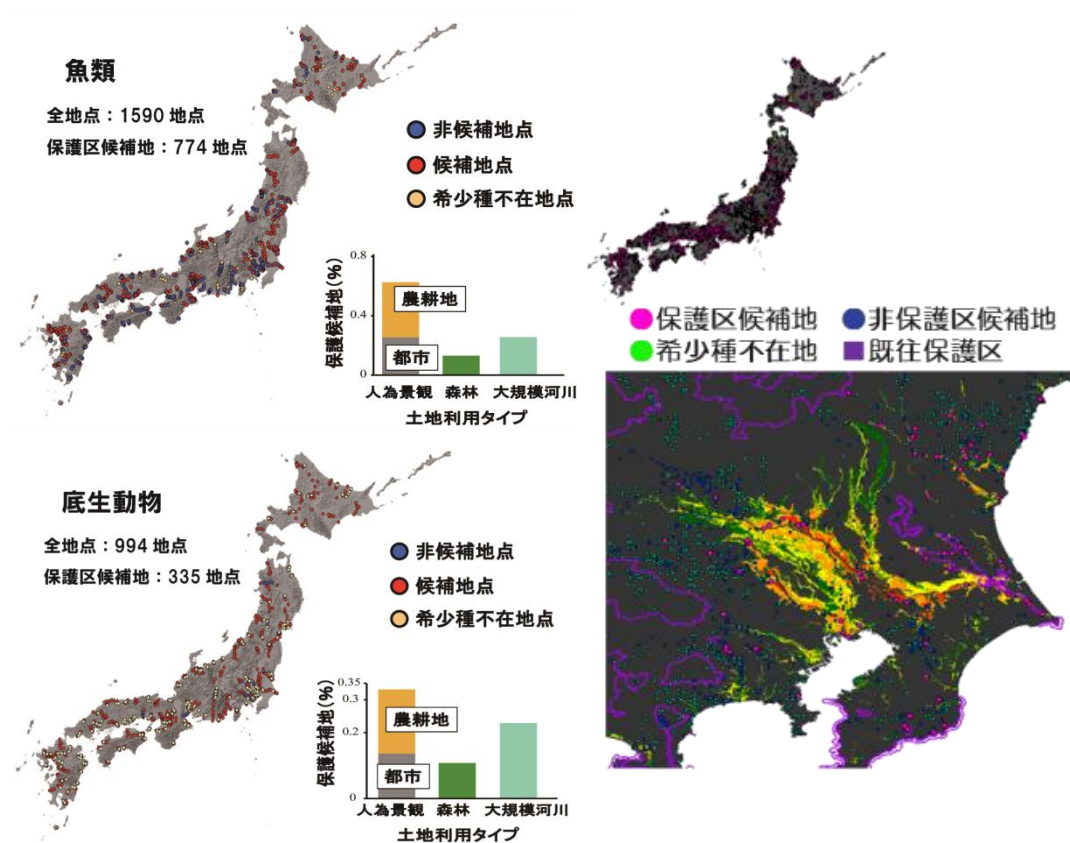 魚類
全地点：1590 地点
保護区候補地：774 地点
非候補地点
候補地点
希少種不在地点
保護候補地(%)
0.8
0.4
0
農耕地
都市
人為景観 森林 大規模河川
土地利用タイプ
底生動物
全地点：994 地点
保護区候補地：335 地点
非候補地点
候補地点
希少種不在地点
保護候補地(%)
0.35
0.3
0.2
0
農耕地
都市
人為景観 森林 大規模河川
土地利用タイプ
保護区候補地 非保護区候補地
希少種不在地 既往保護区